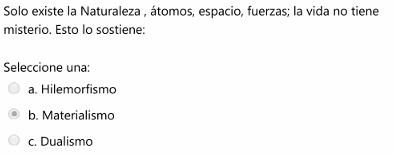 Solo existe la Naturaleza , átomos, espacio, fuerzas; la vida no tiene
misterio. Esto lo sostiene:
Seleccione una:
a. Hilemorfismo
b. Materialismo
c. Dualismo